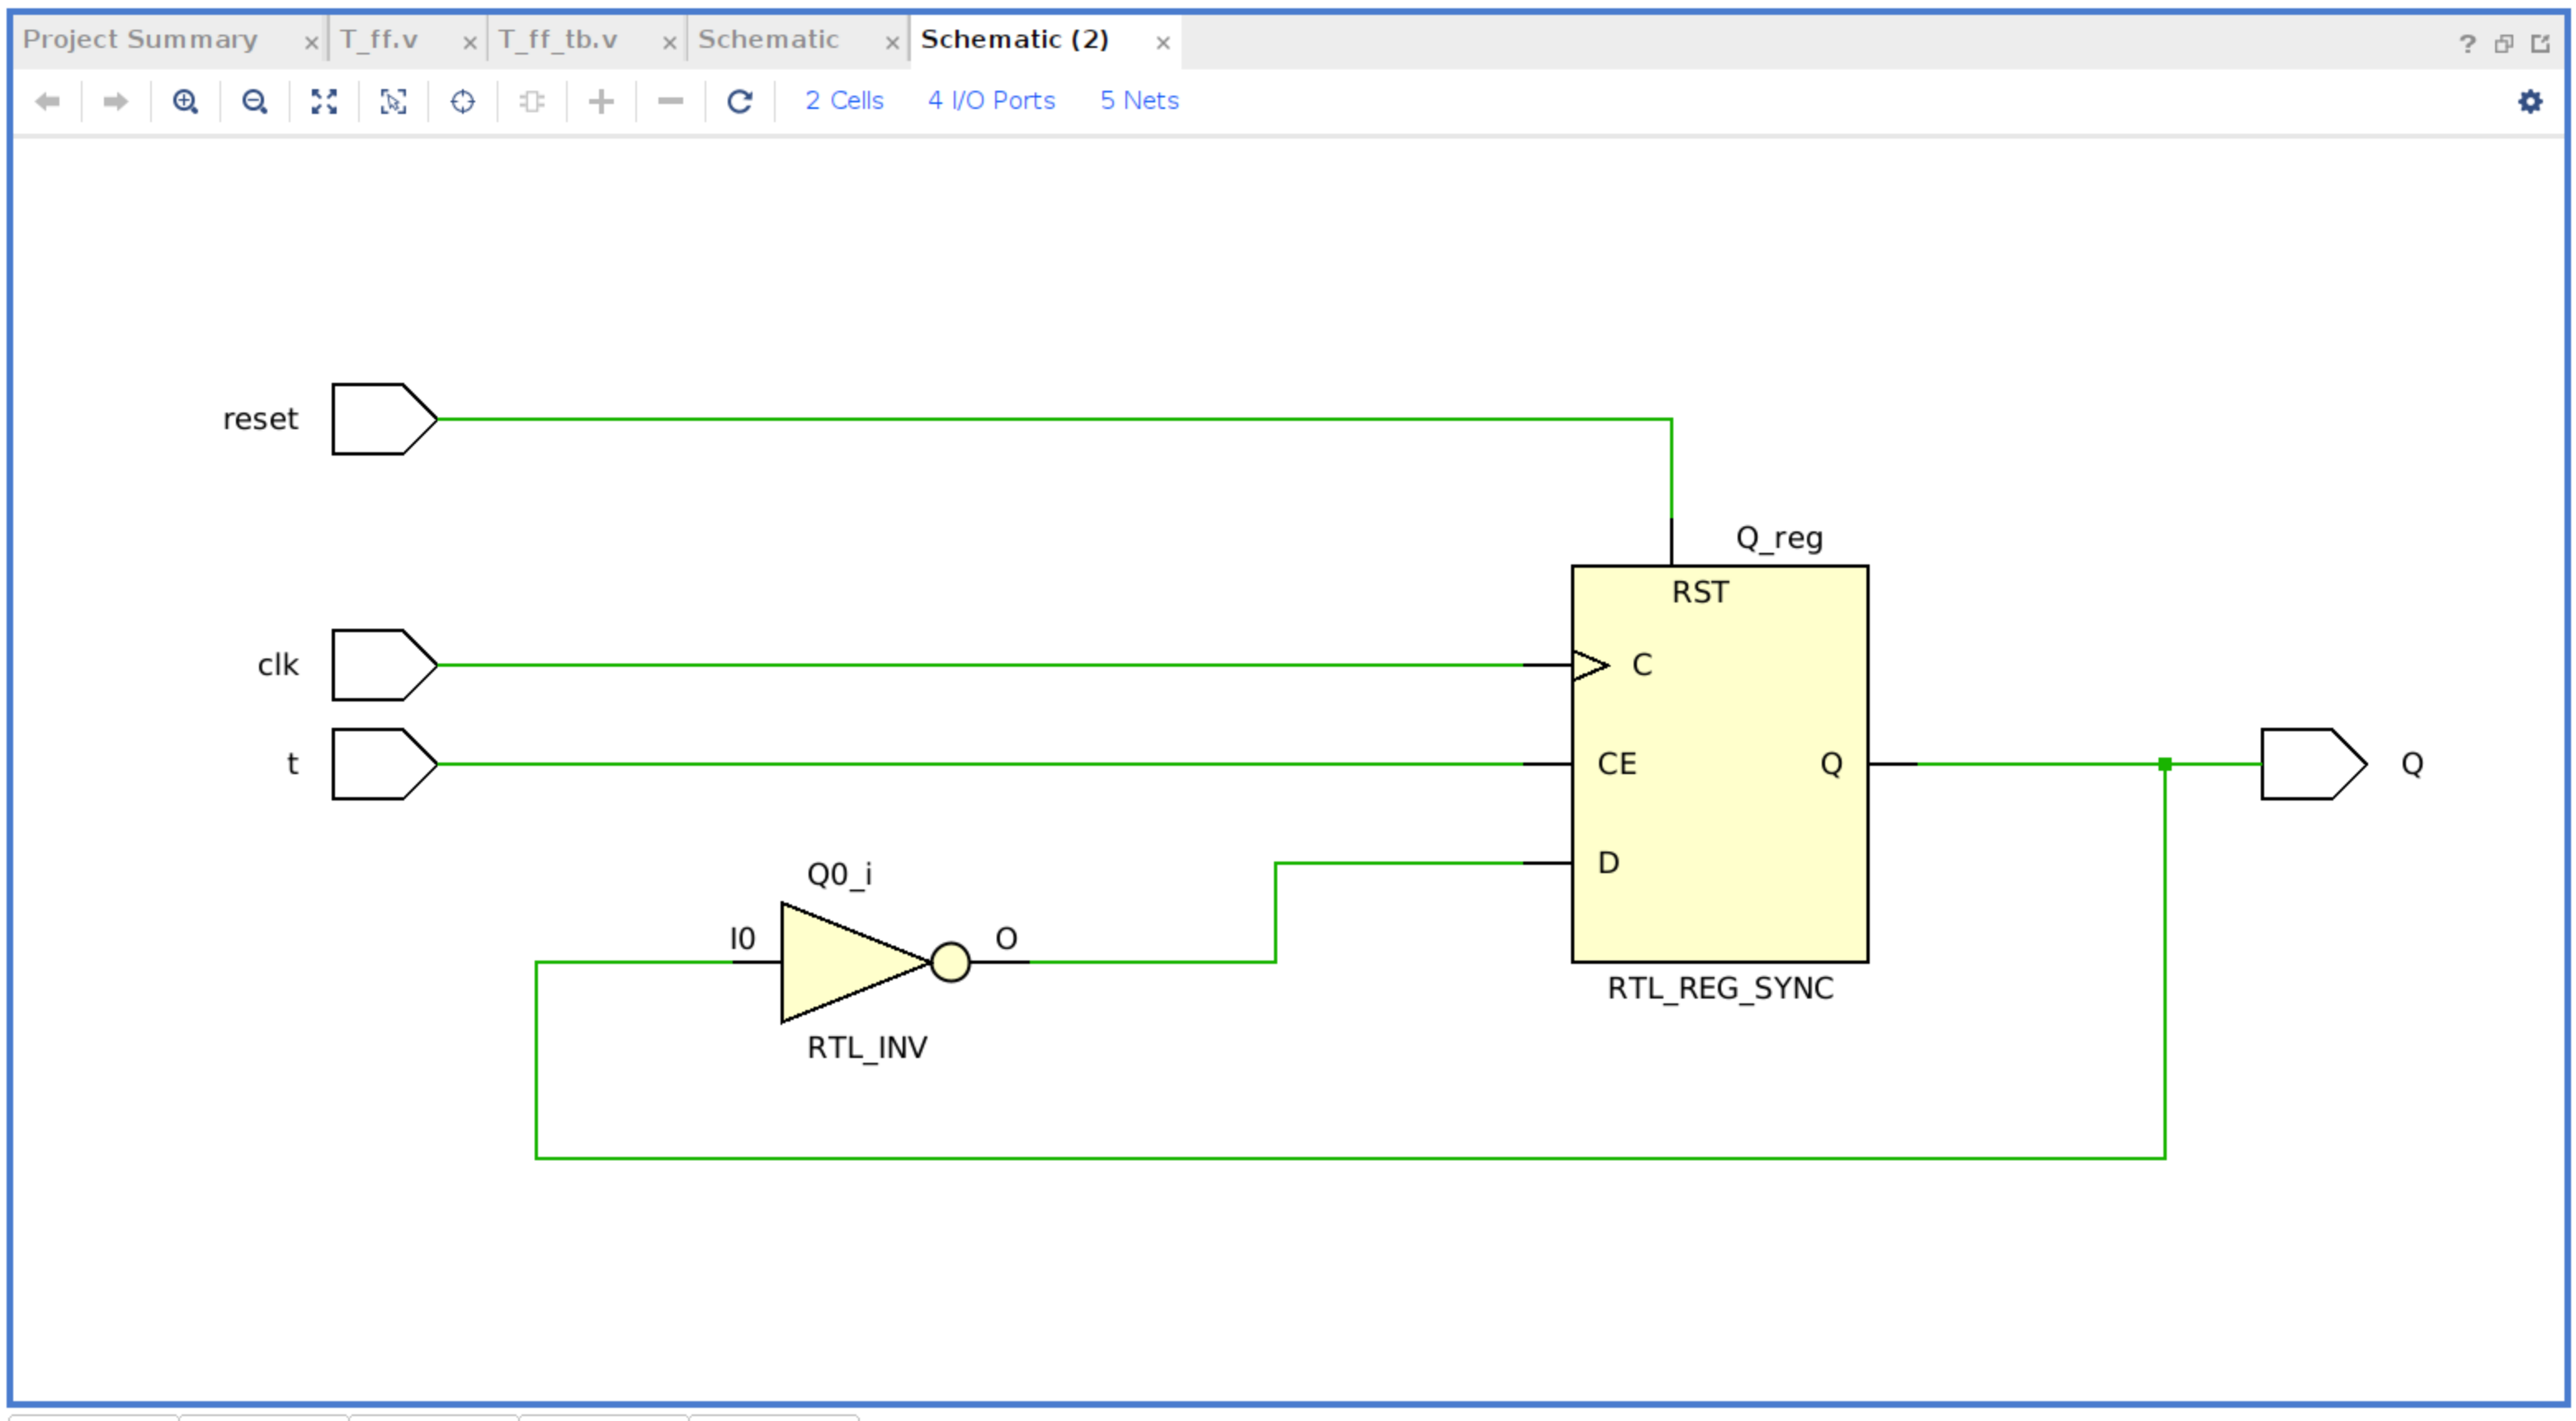 Project Summary × T_ff.v × T_ff_tb.v × Schematic × Schematic (2) × ?
2 Cells 4 I/O Ports 5 Nets
reset
Q_reg
RST
clk
C
t
CE
Q
Q
D
Q0_i
I0
O
RTL_REG_SYNC
RTL_INV